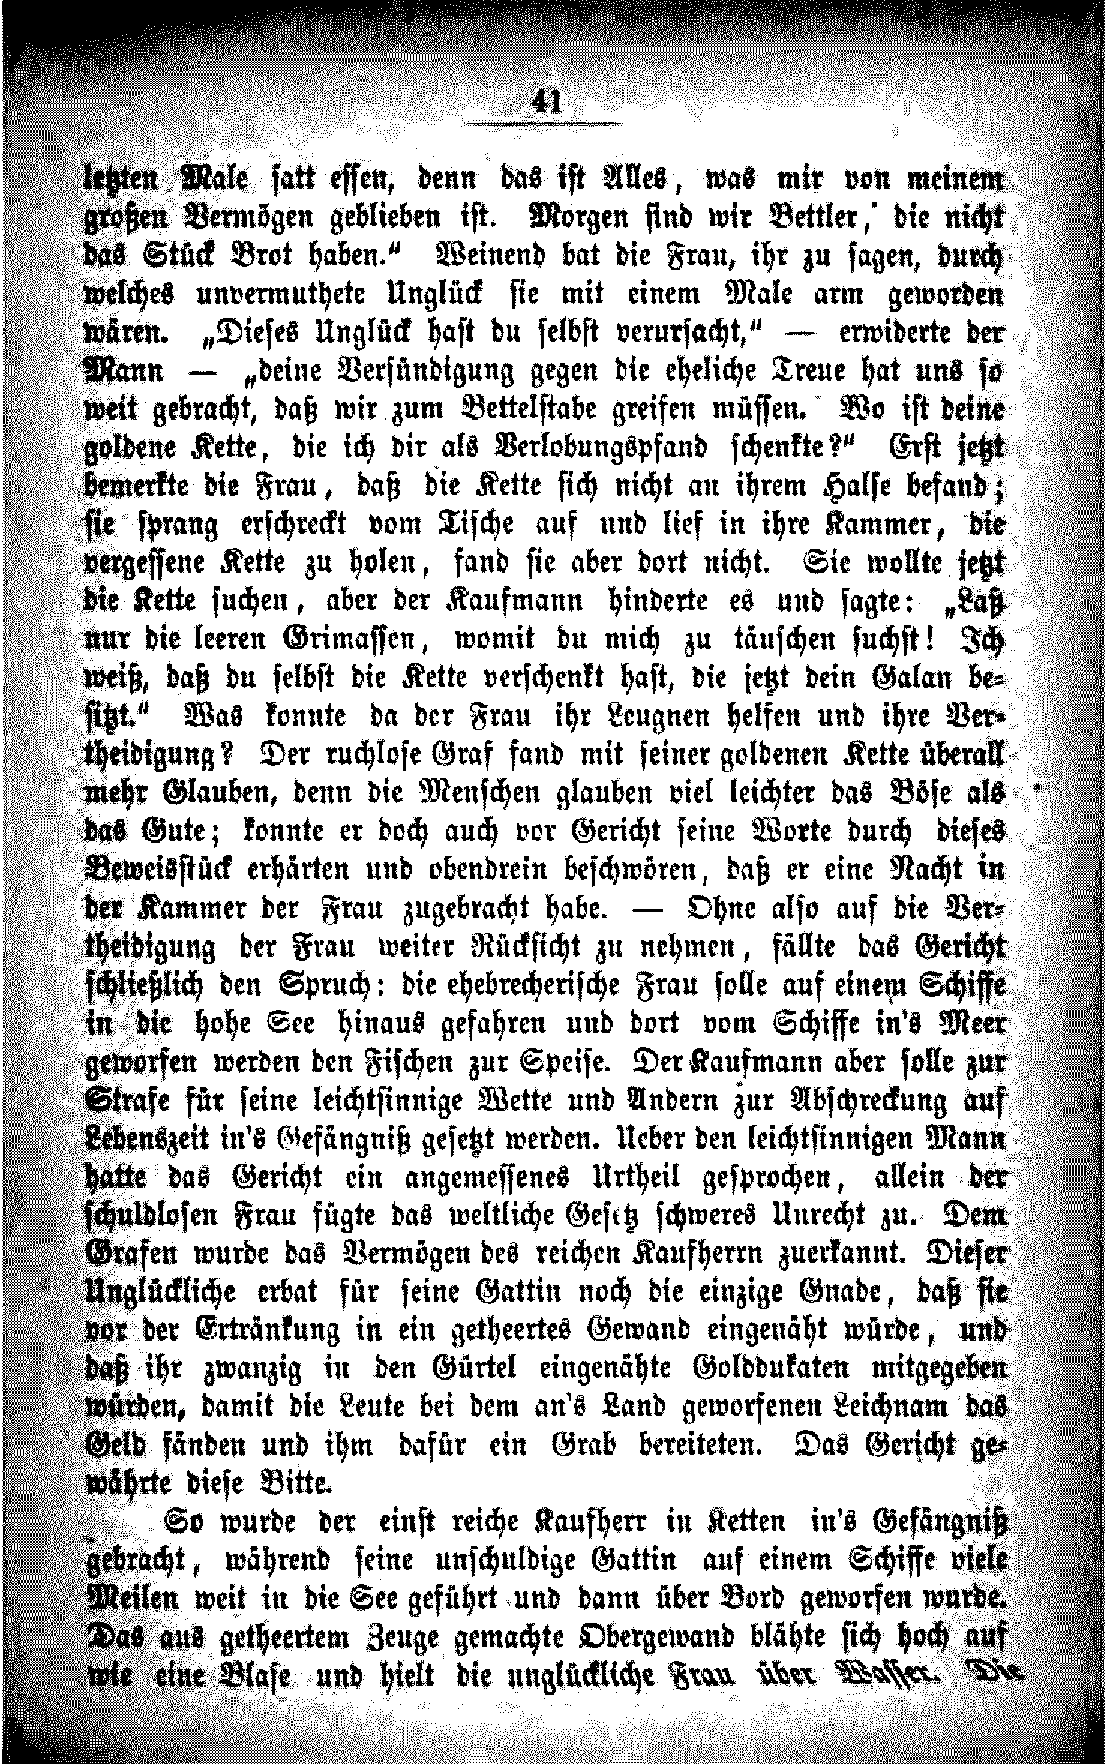 41
letzten Male satt essen, denn das ist Alles, was mir von meinem
großen Vermögen geblieben ist. Morgen sind wir Bettler, die nicht
das Stück Brot haben.“ Weinend bat die Frau, ihr zu sagen, durch
welches unvermuthete Unglück sie mit einem Male arm geworden
wären. „Dieses Unglück hast du selbst verursacht,“ — erwiderte der
Mann — „deine Versündigung gegen die eheliche Treue hat uns so
weit gebracht, daß wir zum Bettelstabe greifen müssen. Wo ist deine
goldene Kette, die ich dir als Verlobungspfand schenkte?“ Erst jetzt
bemerkte die Frau, daß die Kette sich nicht an ihrem Halse befand;
sie sprang erschreckt vom Tische auf und lief in ihre Kammer, die
vergessene Kette zu holen, fand sie aber dort nicht. Sie wollte jetzt
die Kette suchen, aber der Kaufmann hinderte es und sagte: „Laß
nur die leeren Grimassen, womit du mich zu täuschen suchst! Ich
weiß, daß du selbst die Kette verschenkt hast, die jetzt dein Galan be-
sitzt.“ Was konnte da der Frau ihr Leugnen helfen und ihre Ver-
theidigung? Der ruchlose Graf fand mit seiner goldenen Kette überall
mehr Glauben, denn die Menschen glauben viel leichter das Böse als
das Gute; konnte er doch auch vor Gericht seine Worte durch dieses
Beweisstück erhärten und obendrein beschwören, daß er eine Nacht in
der Kammer der Frau zugebracht habe. — Ohne also auf die Ver-
theidigung der Frau weiter Rücksicht zu nehmen, fällte das Gericht
schließlich den Spruch: die ehebrecherische Frau solle auf einem Schiffe
in die hohe See hinaus gefahren und dort vom Schiffe in's Meer
geworfen werden den Fischen zur Speise. Der Kaufmann aber solle zur
Strafe für seine leichtsinnige Wette und Andern zur Abschreckung auf
Lebenszeit in's Gefängniß gesetzt werden. Ueber den leichtsinnigen Mann
hatte das Gericht ein angemessenes Urtheil gesprochen, allein der
schuldlosen Frau fügte das weltliche Gesetz schweres Unrecht zu. Dem
Grafen wurde das Vermögen des reichen Kaufherrn zuerkannt. Dieser
Unglückliche erbat für seine Gattin noch die einzige Gnade, daß sie
vor der Ertränkung in ein getheertes Gewand eingenäht würde, und
daß ihr zwanzig in den Gürtel eingenähte Golddukaten mitgegeben
würden, damit die Leute bei dem an's Land geworfenen Leichnam das
Geld fänden und ihm dafür ein Grab bereiteten. Das Gericht ge-
währte diese Bitte.
So wurde der einst reiche Kaufherr in Ketten in's Gefängniß
gebracht, während seine unschuldige Gattin auf einem Schiffe viele
Meilen weit in die See geführt und dann über Bord geworfen wurde.
Das aus getheertem Zeuge gemachte Obergewand blähte sich hoch auf
wie eine Blase und hielt die unglückliche Frau über Wasser. Die